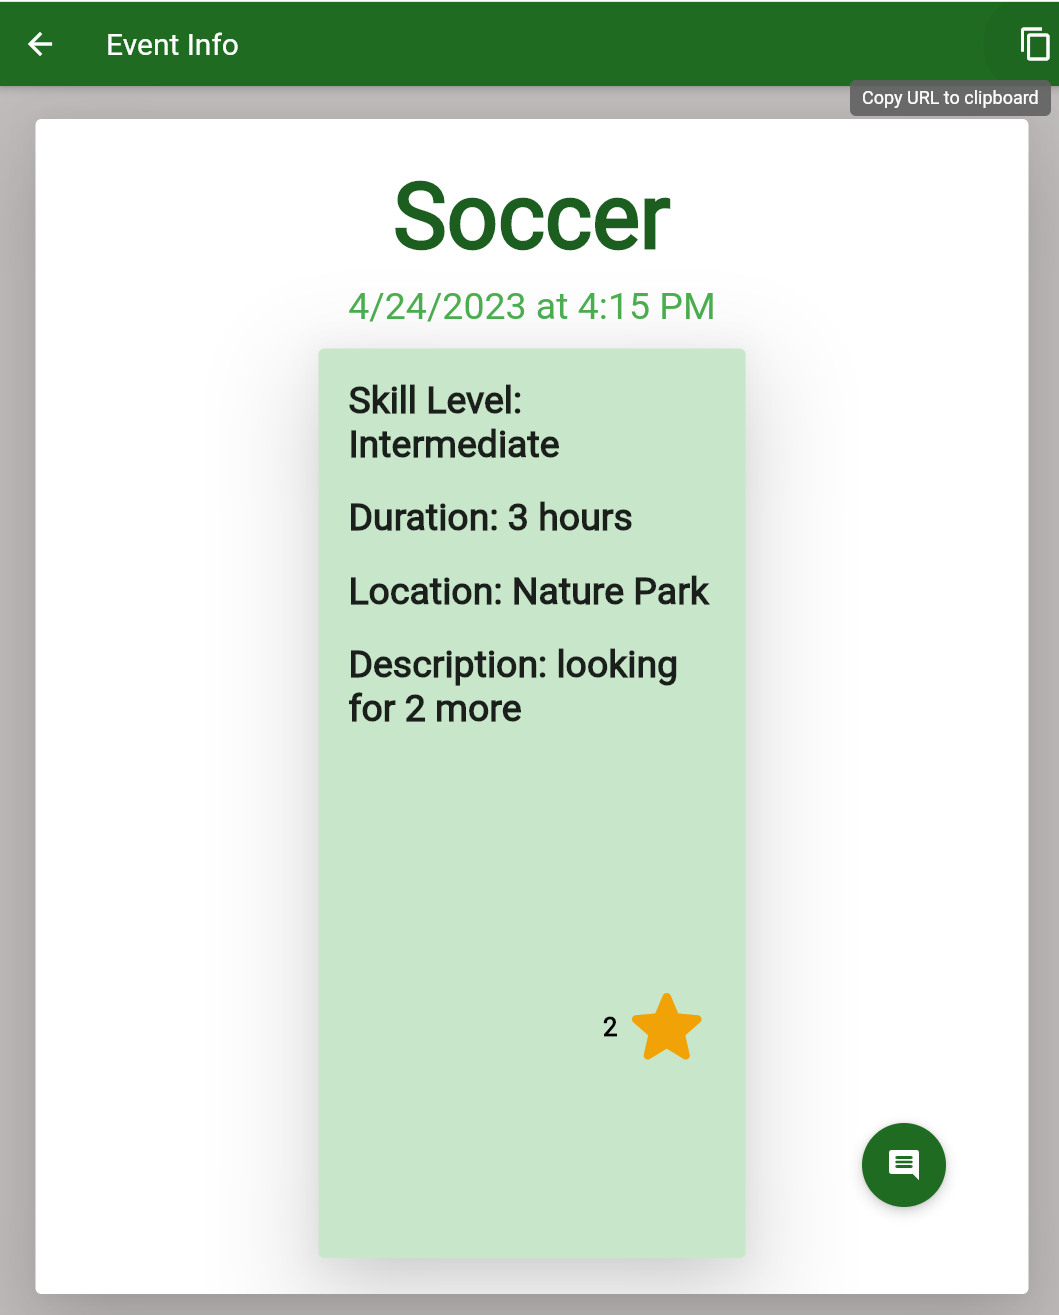 Event Info
Copy URL to clipboard
Soccer
4/24/2023 at 4:15 PM
Skill Level:
Intermediate
Duration: 3 hours
Location: Nature Park
Description: looking
for 2 more
2